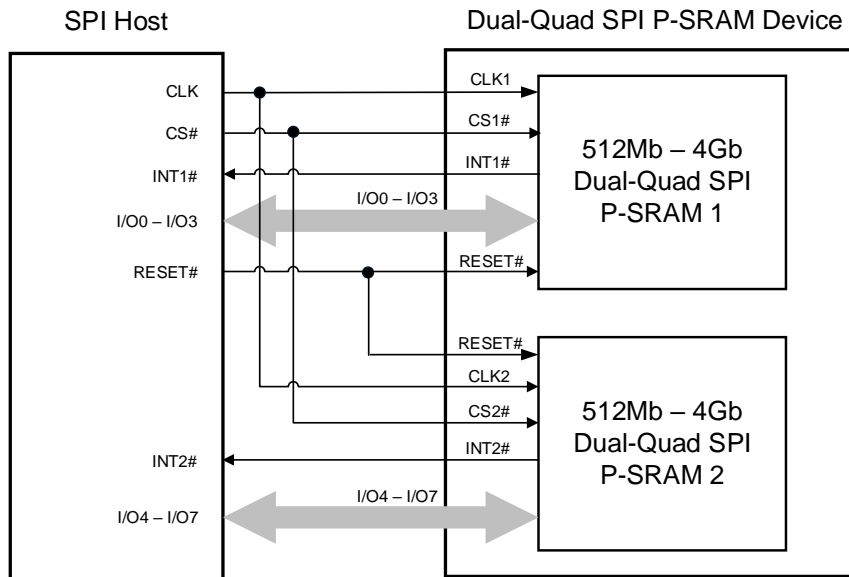 SPI Host
Dual-Quad SPI P-SRAM Device
CLK
CLK1
CS#
CS1#
INT1#
INT1#
I/O0 – I/O3
I/O0 – I/O3
RESET#
RESET#
512Mb – 4Gb
Dual-Quad SPI
P-SRAM 1
RESET#
CLK2
CS2#
INT2#
INT2#
I/O4 – I/O7
I/O4 – I/O7
512Mb – 4Gb
Dual-Quad SPI
P-SRAM 2